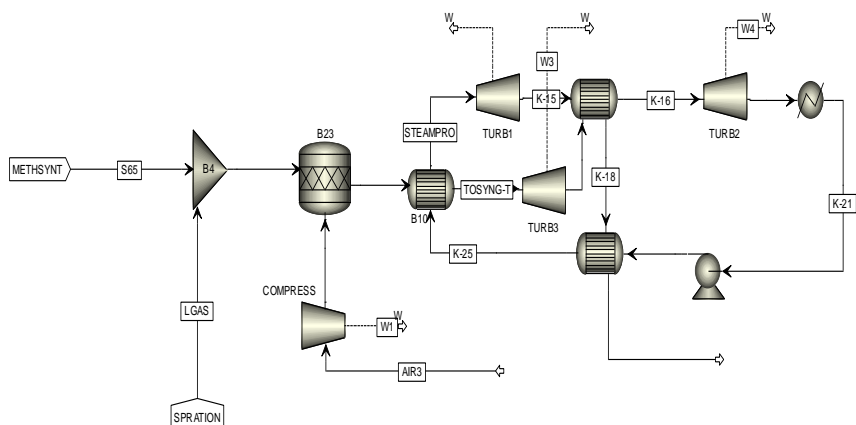 W
W
W4
W
W3
K-15
K-16
TURB1
TURB2
STEAMPRO
B23
METHSYNT
S65
B4
K-18
TOSYNG-T
K-21
B10
TURB3
K-25
COMPRESS
LGAS
W
W1
AIR3
SPRATION